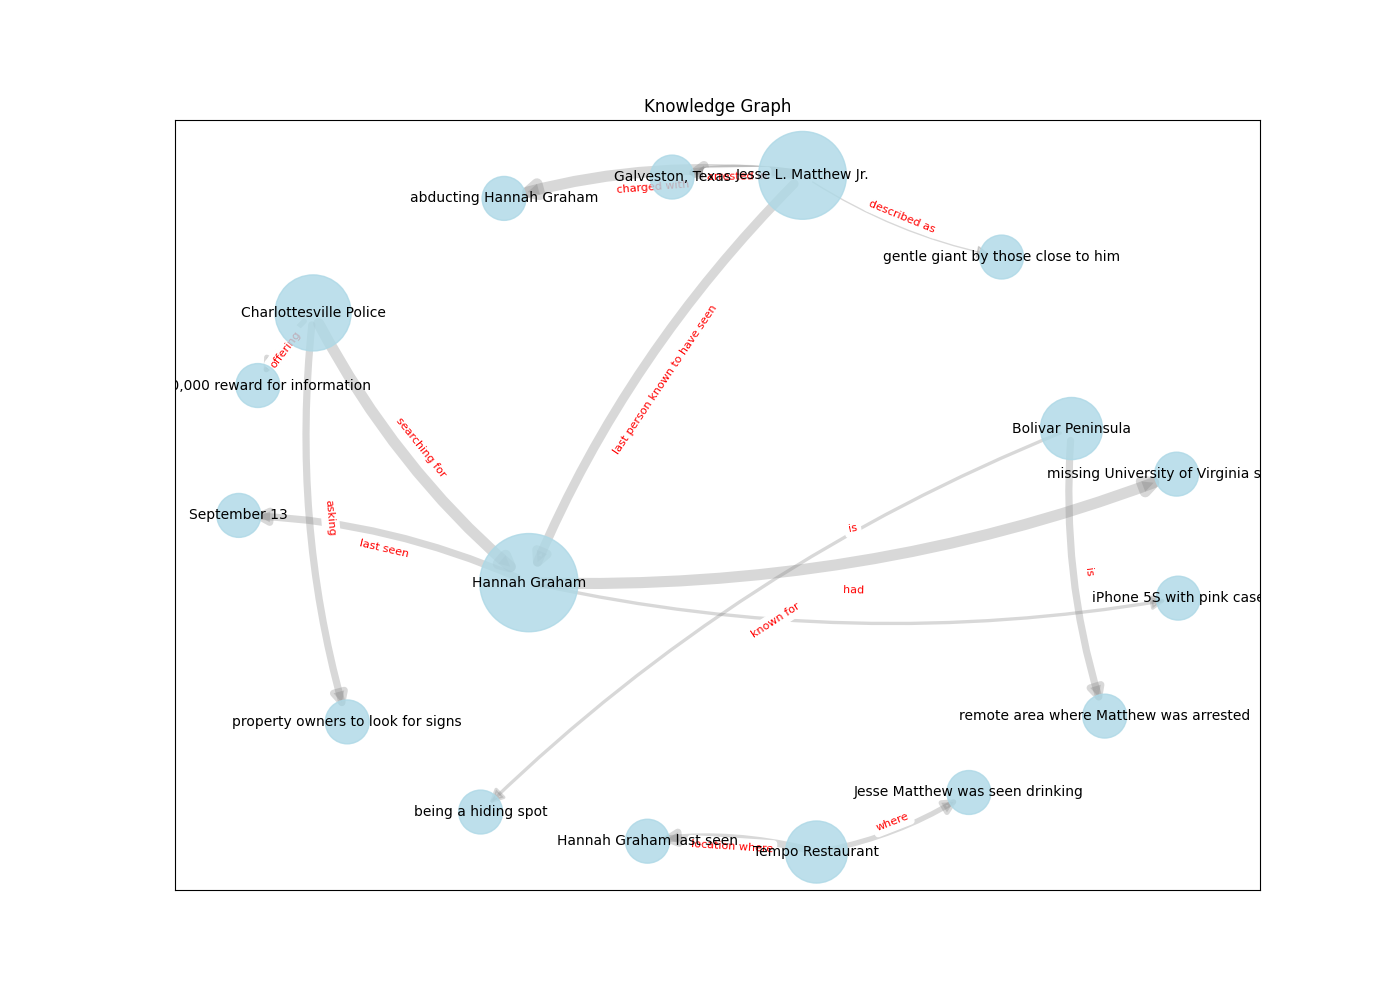 Knowledge Graph
Galveston, Texas
Jesse L. Matthew Jr.
charged with
abducting Hannah Graham
described as
gentle giant by those close to him
Charlottesville Police
offering
0,000 reward for information
last person known to have seen
searching for
Bolivar Peninsula
missing University of Virginia s
September 13
asking
last seen
is
is
Hannah Graham
had
iPhone 5S with pink case
known for
remote area where Matthew was arrested
property owners to look for signs
Jesse Matthew was seen drinking
being a hiding spot
where
Hannah Graham last seen
location where
Tempo Restaurant